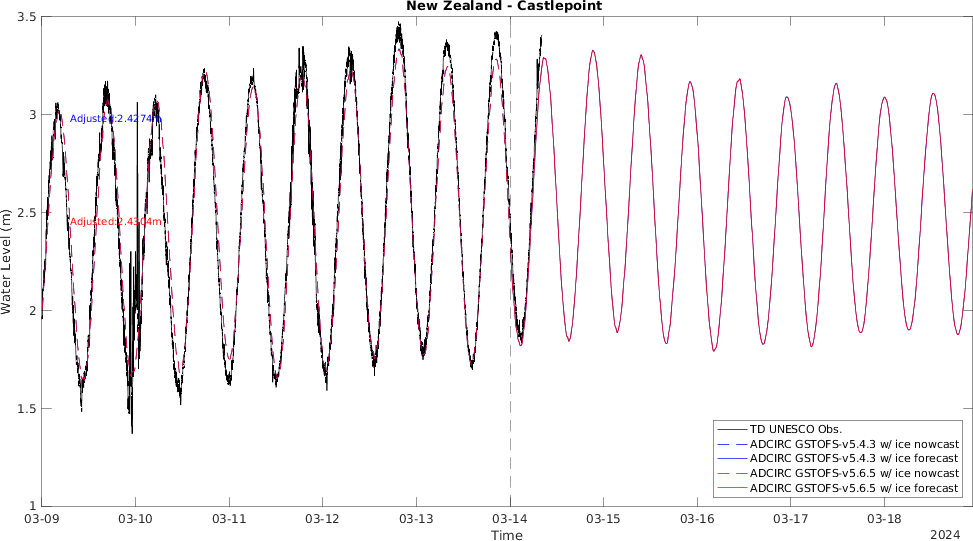 New Zealand - Castlepoint
3.5
3
2.5
2
1.5
1
Water Level (m)
Adjusted:2.4274m
Adjusted:2.4304m
TD UNESCO Obs.
ADCIRC GSTOFS-v5.4.3 w/ ice nowcast
ADCIRC GSTOFS-v5.4.3 w/ ice forecast
ADCIRC GSTOFS-v5.6.5 w/ ice nowcast
ADCIRC GSTOFS-v5.6.5 w/ ice forecast
03-09 03-10 03-11 03-12 03-13 03-14 03-15 03-16 03-17 03-18
Time
2024